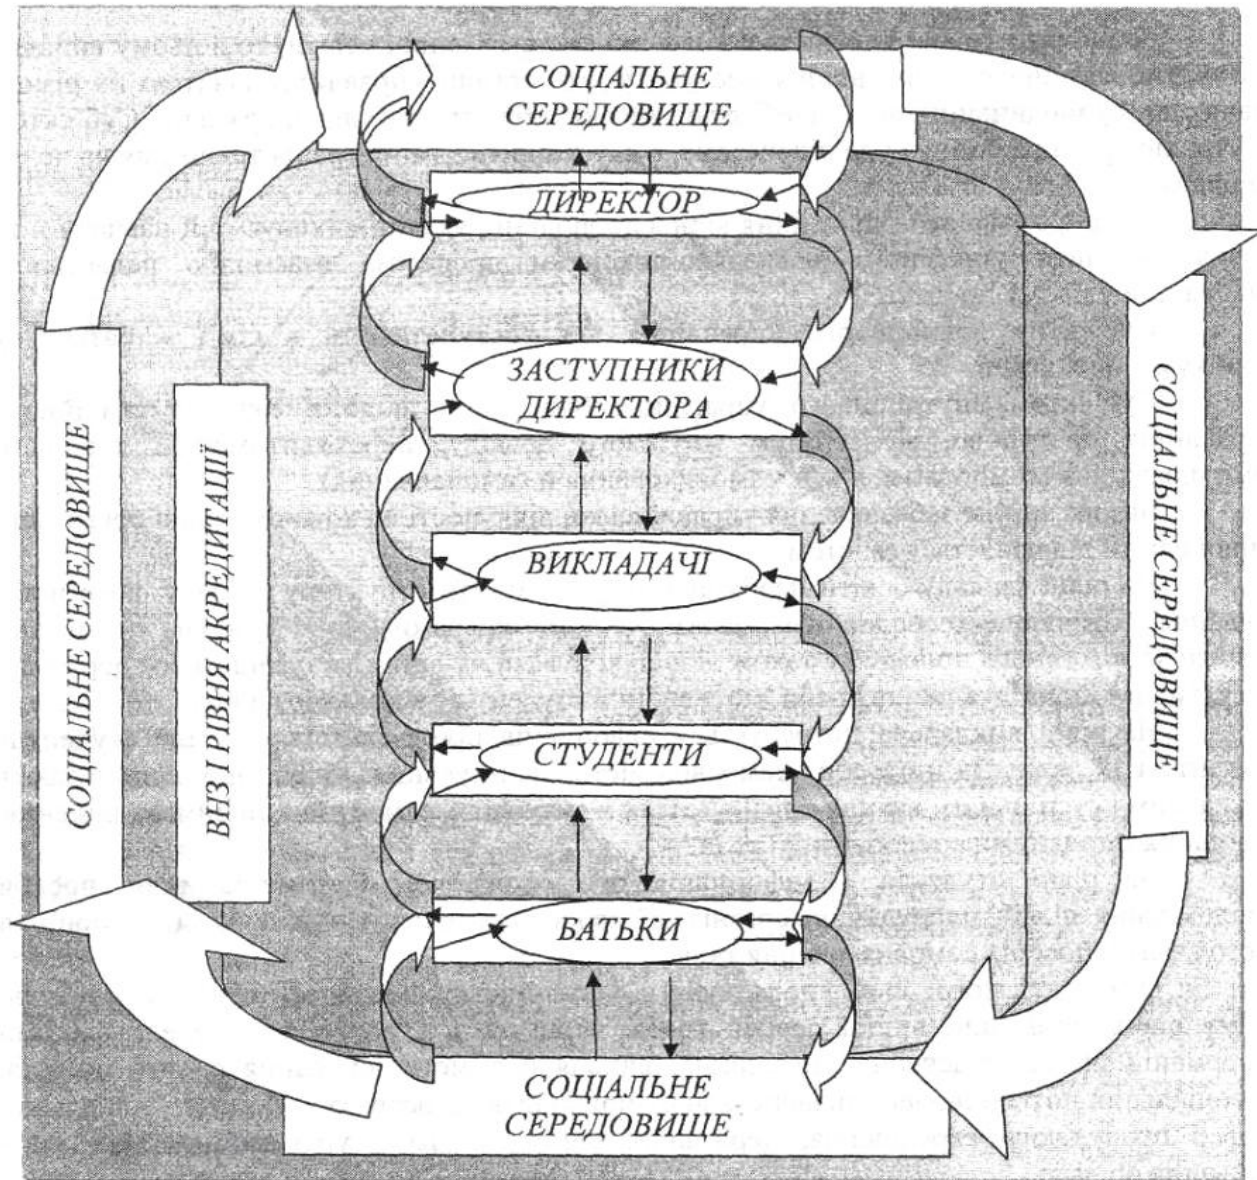 СОЦІАЛЬНЕ
СЕРЕДОВИЩЕ
ДИРЕКТОР
ЗАСТУПНИКИ
ДИРЕКТОРА
ВИКЛАДАЧІ
СТУДЕНТИ
БАТЬКИ
СОЦІАЛЬНЕ
СЕРЕДОВИЩЕ
СОЦІАЛЬНЕ СЕРЕДОВИЩЕ
ВНЗ І РІВНЯ АКРЕДИТАЦІЇ
СОЦІАЛЬНЕ СЕРЕДОВИЩЕ